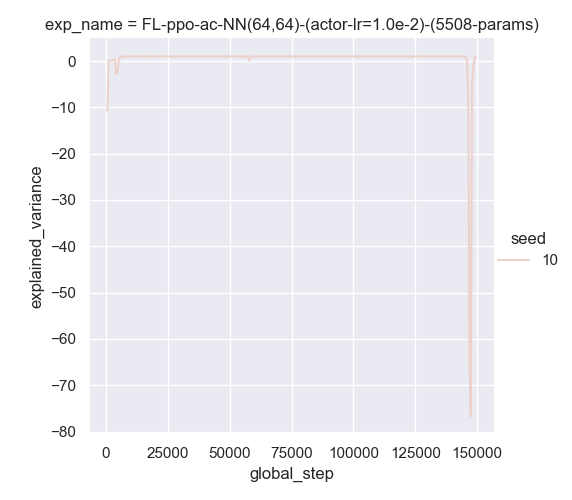 exp_name = FL-ppo-ac-NN(64,64)-(actor-lr=1.0e-2)-(5508-params)
0
−10
−20
−30
−40
−50
−60
−70
−80
explained_variance
0 25000 50000 75000 100000 125000 150000
global_step
seed
10